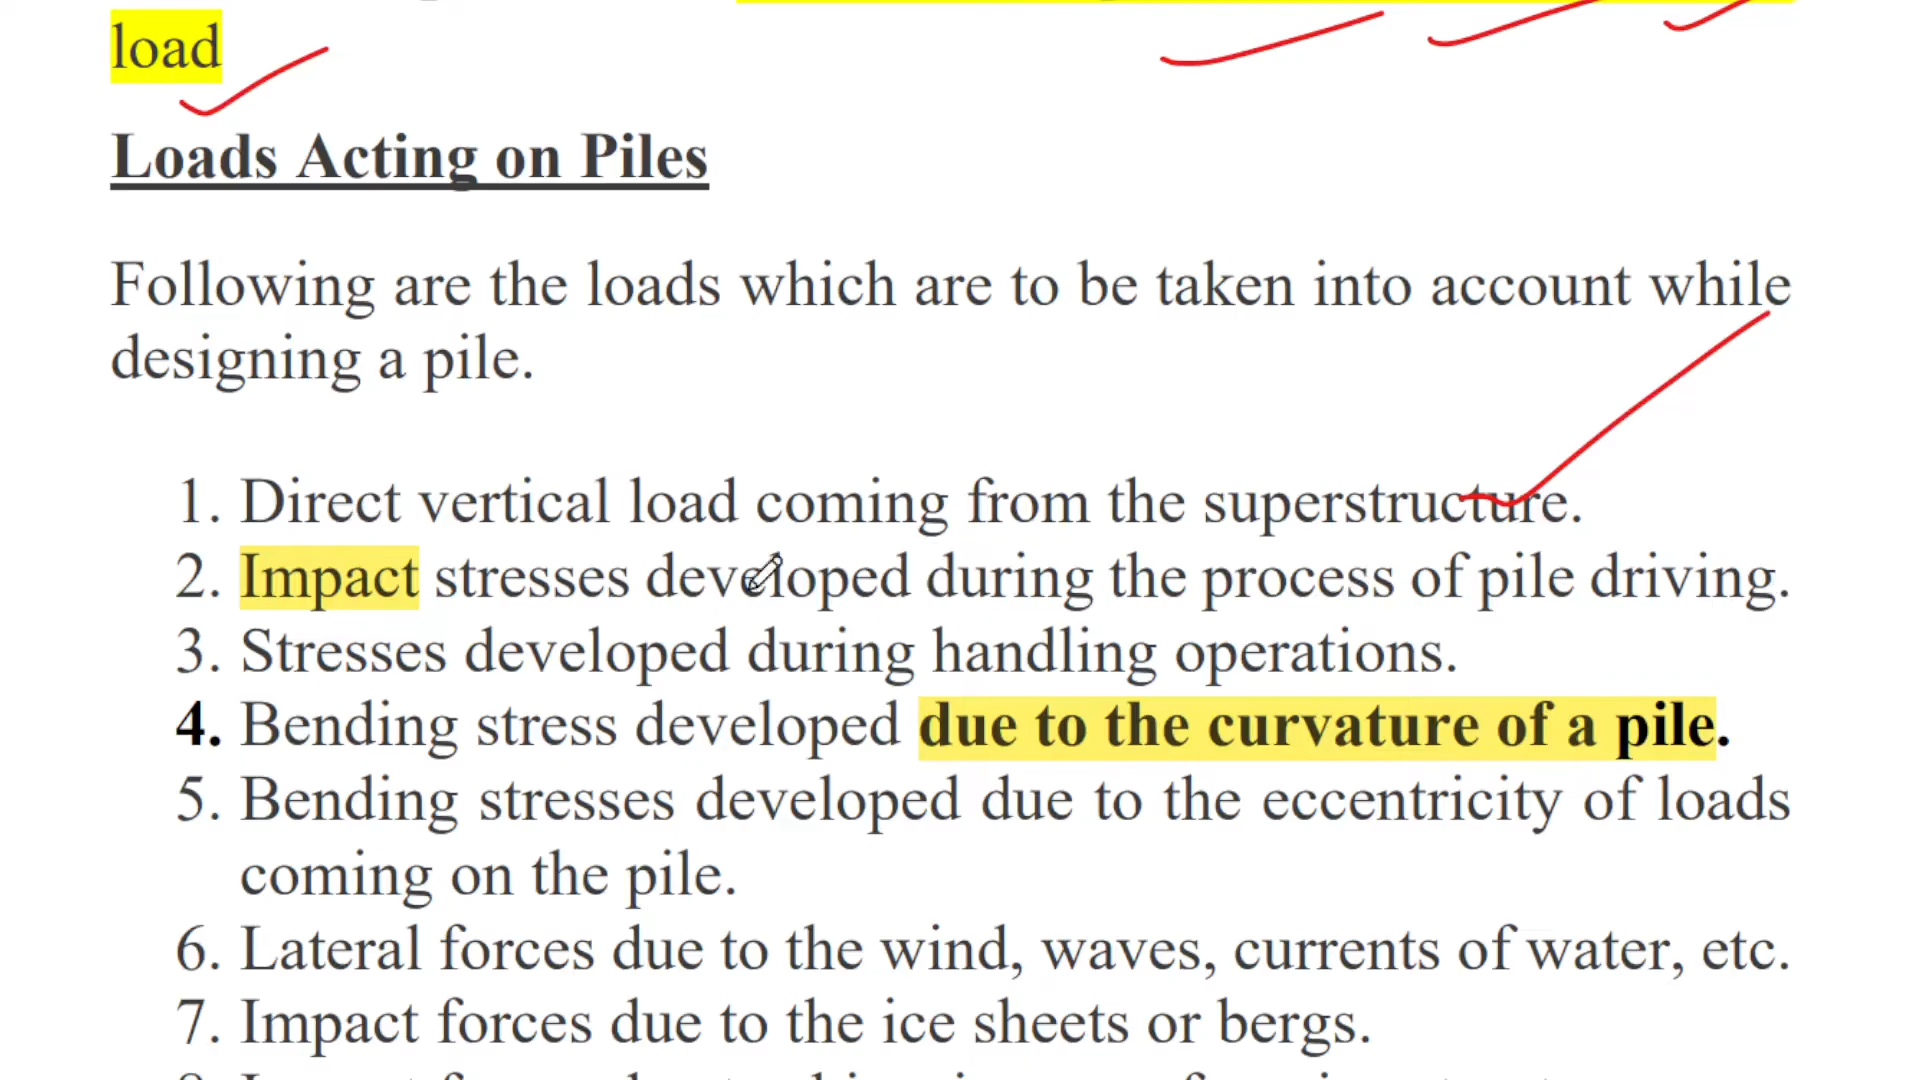 load
Loads Acting on Piles
Following are the loads which are to be taken into account while
designing a pile.
1. Direct vertical load coming from the superstructure.
2. Impact stresses developed during the process of pile driving.
3. Stresses developed during handling operations.
4. Bending stress developed due to the curvature of a pile.
5. Bending stresses developed due to the eccentricity of loads
coming on the pile.
6. Lateral forces due to the wind, waves, currents of water, etc.
7. Impact forces due to the ice sheets or bergs.